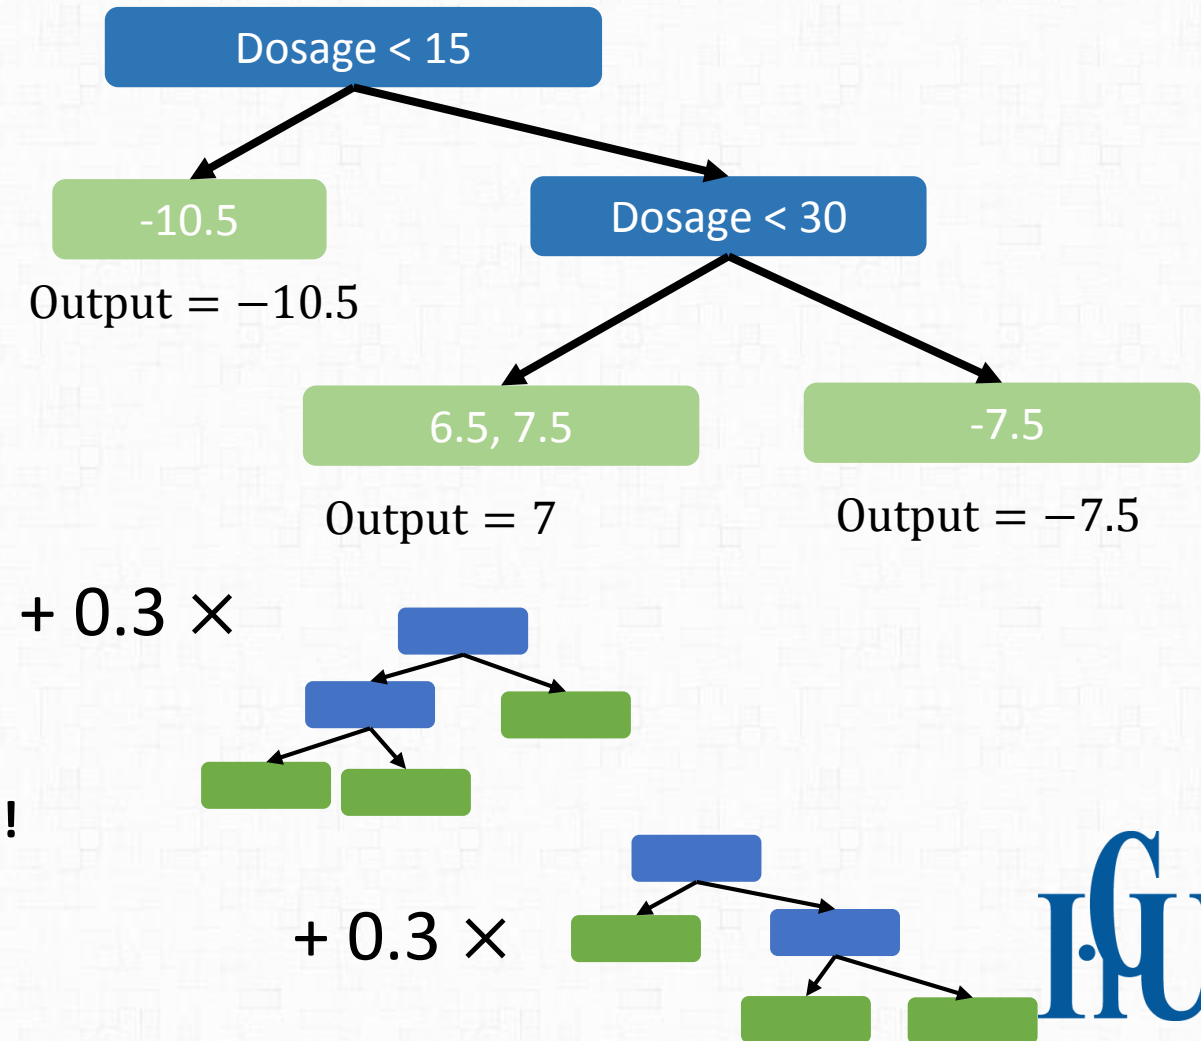 Dosage < 15
-10.5
Dosage < 30
Output = −10.5
6.5, 7.5
-7.5
Output = 7
Output = −7.5
+ 0.3 ×
!
+ 0.3 ×